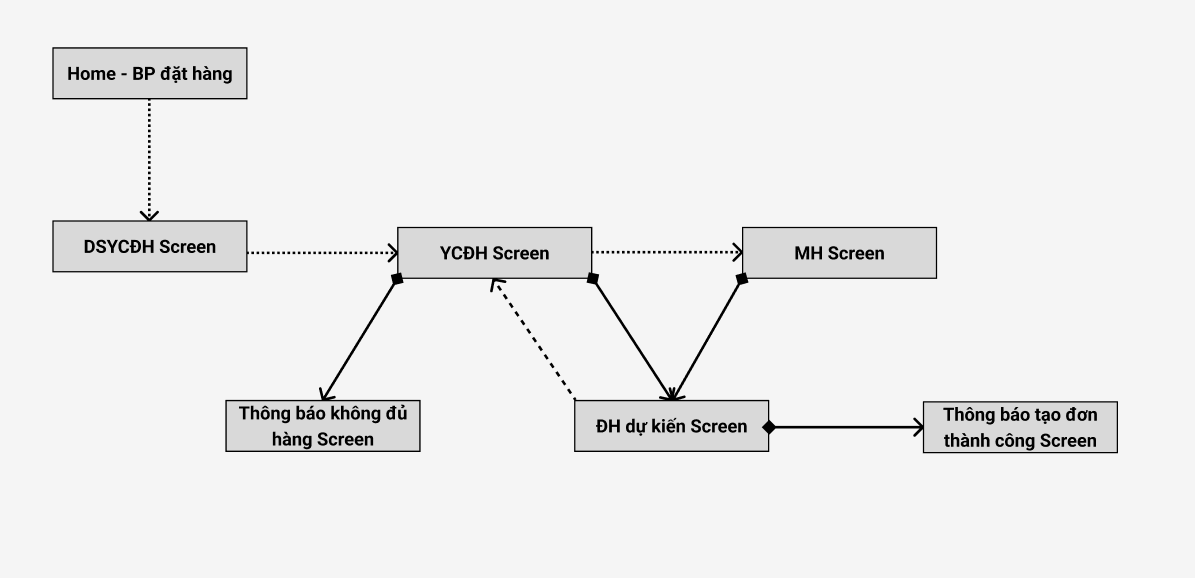 Home - BP đặt hàng
DSYCĐH Screen
YCĐH Screen
MH Screen
Thông báo không đủ
hàng Screen
ĐH dự kiến Screen
Thông báo tạo đơn
thành công Screen